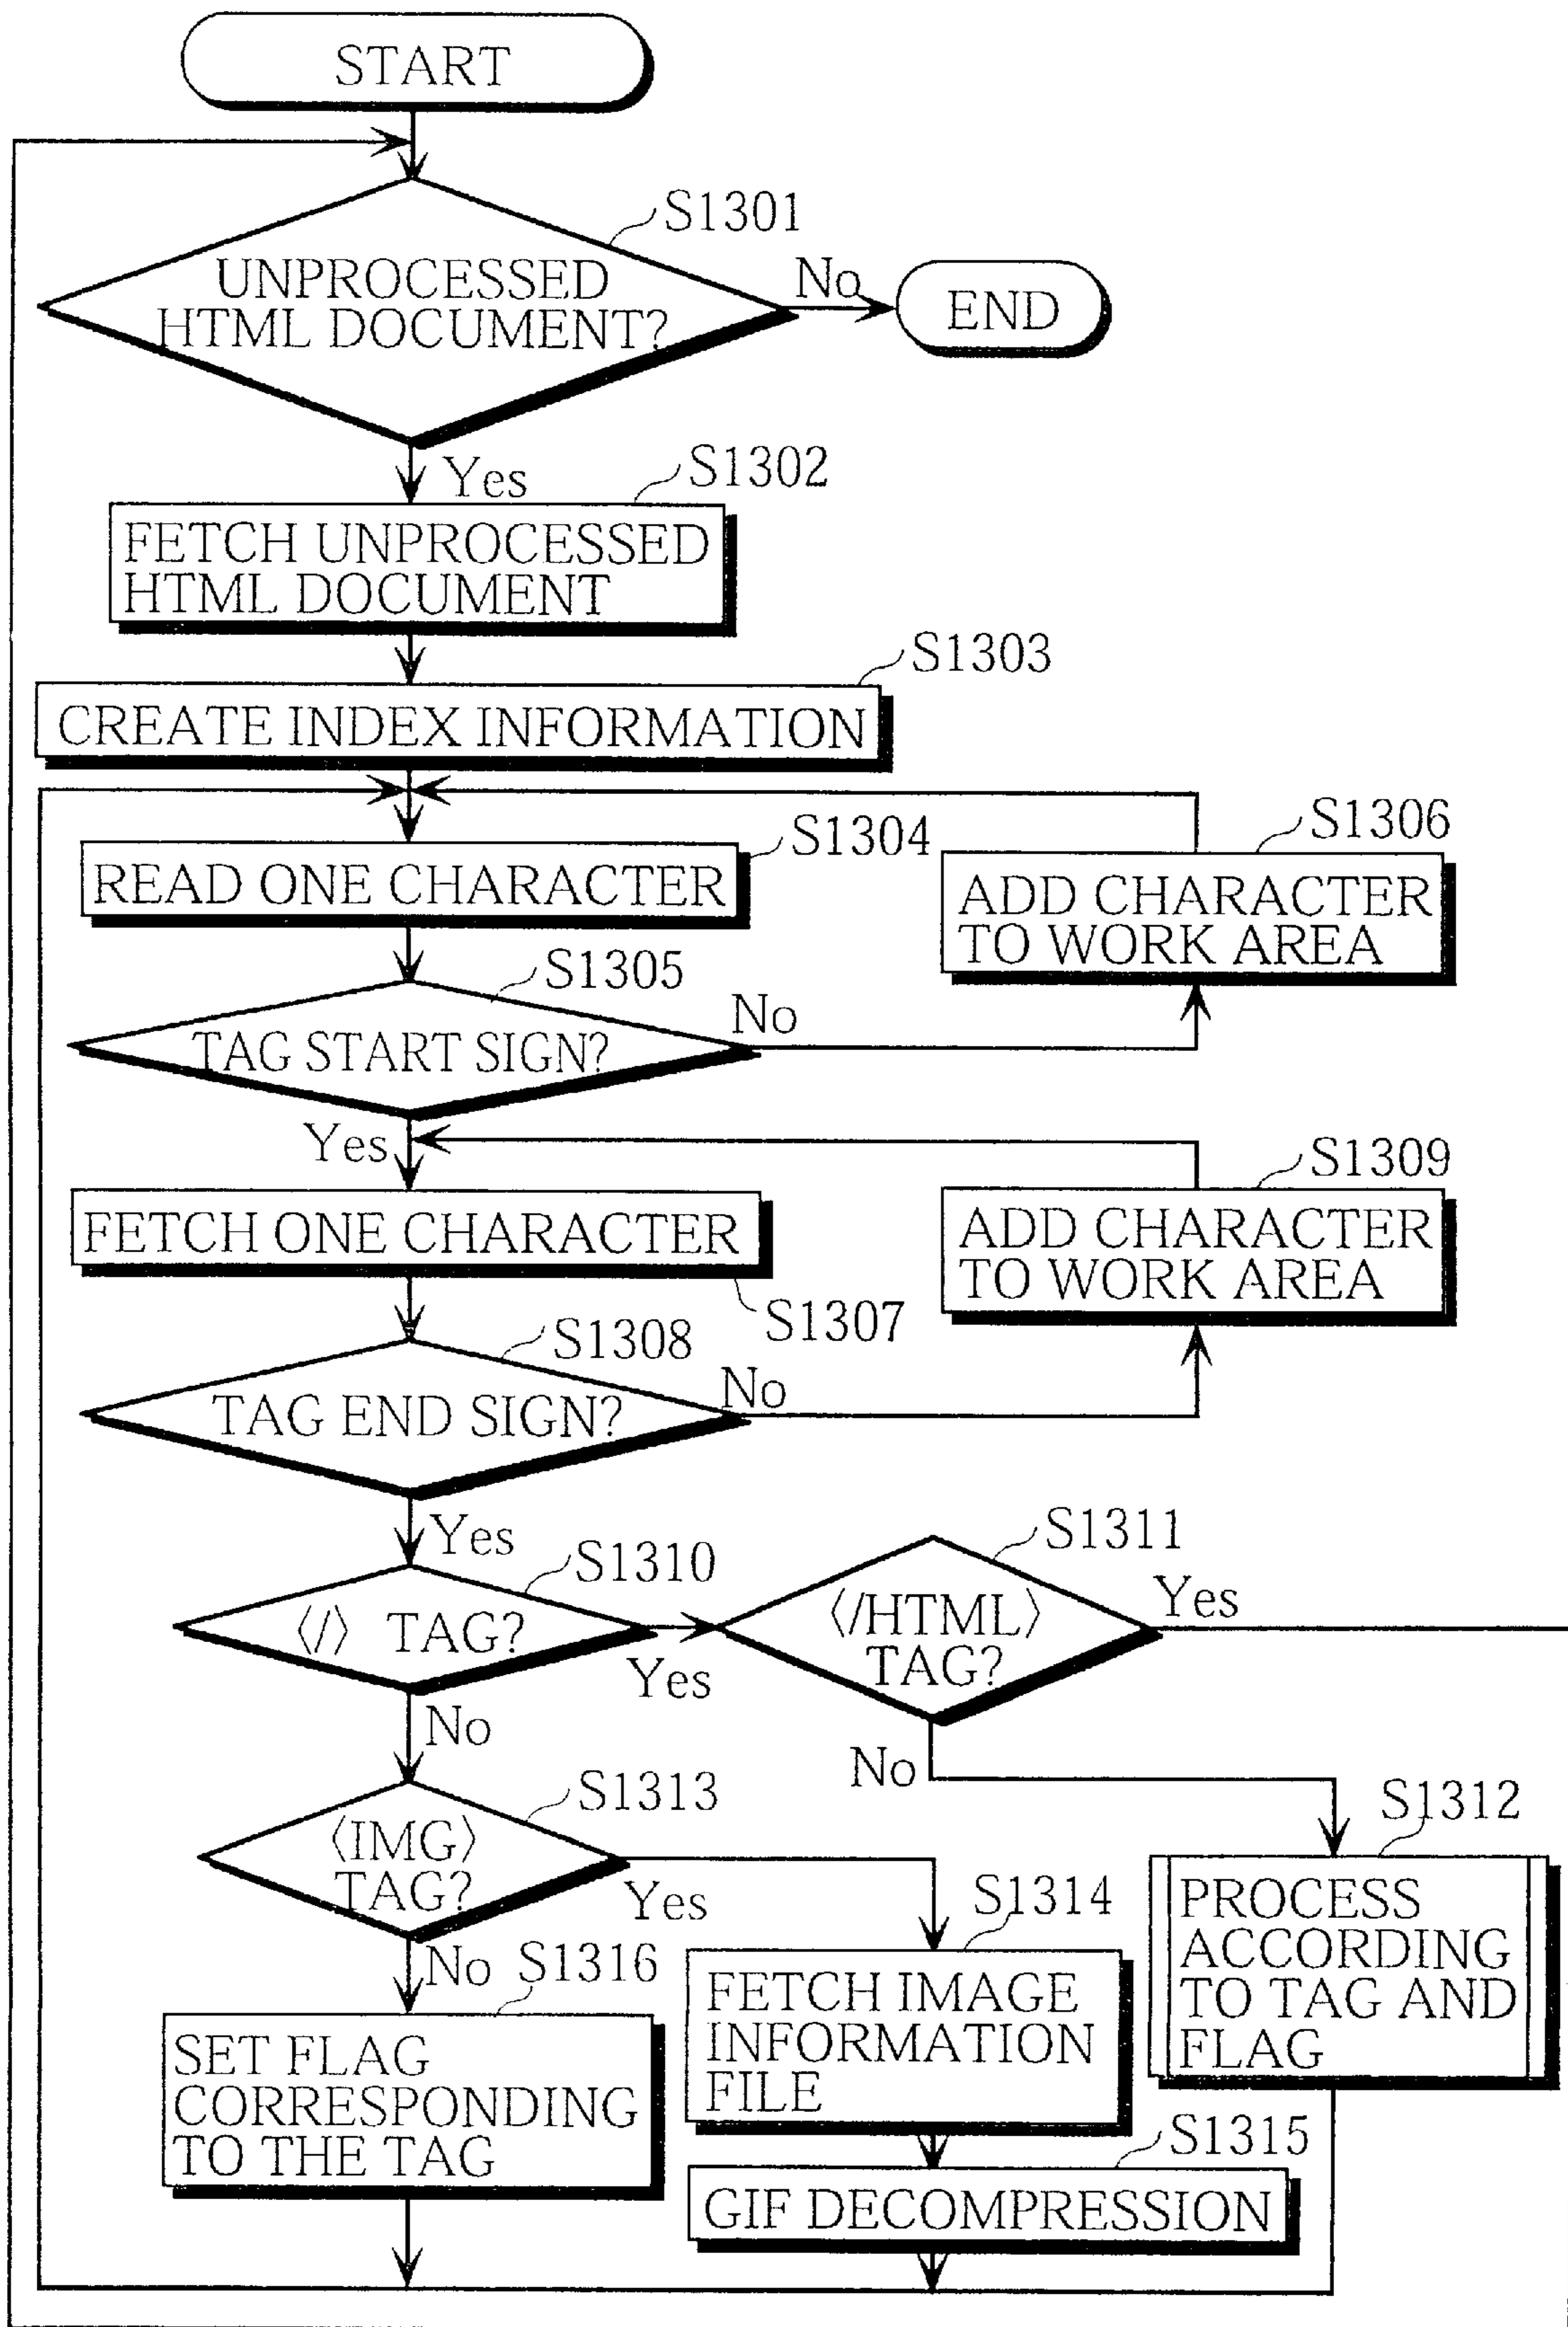 START
S1301
UNPROCESSED
HTML DOCUMENT?
No
END
Yes
S1302
FETCH UNPROCESSED
HTML DOCUMENT
S1303
CREATE INDEX INFORMATION
S1304
READ ONE CHARACTER
S1306
ADD CHARACTER
TO WORK AREA
S1305
TAG START SIGN?
No
Yes
S1309
ADD CHARACTER
TO WORK AREA
FETCH ONE CHARACTER
S1307
S1308
TAG END SIGN?
No
Yes
S1310
〈/〉 TAG?
Yes
S1311
〈/HTML〉
TAG?
Yes
No
No
S1313
〈IMG〉
TAG?
Yes
S1312
PROCESS
ACCORDING
TO TAG AND
FLAG
S1314
FETCH IMAGE
INFORMATION
FILE
No
S1316
SET FLAG
CORRESPONDING
TO THE TAG
S1315
GIF DECOMPRESSION